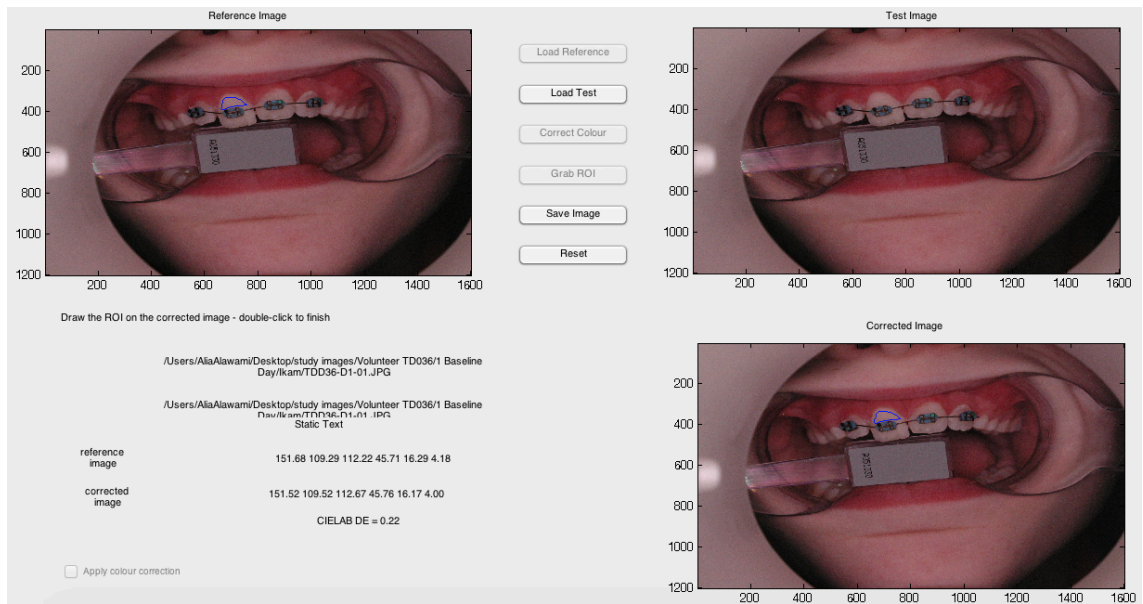 Reference Image
Test Image
200
400
600
800
1000
1200
200 400 600 800 1000 1200 1400 1600
Load Reference
Load Test
Correct Colour
Grab ROI
Save Image
Reset
200
400
600
800
1000
1200
200 400 600 800 1000 1200 1400 1600
Draw the ROI on the corrected image - double-click to finish
/Users/AliaAlawami/Desktop/study images/Volunteer TD036/1 Baseline
Day/Ikam/TDD36-D1-01.JPG
/Users/AliaAlawami/Desktop/study images/Volunteer TD036/1 Baseline
Day/Ikam/TDD36-D1-01.JPG
Static Text
reference
image
151.68 109.29 112.22 45.71 16.29 4.18
corrected
image
151.52 109.52 112.67 45.76 16.17 4.00
CIELAB DE = 0.22
Apply colour correction
Corrected Image
200
400
600
800
1000
1200
200 400 600 800 1000 1200 1400 1600